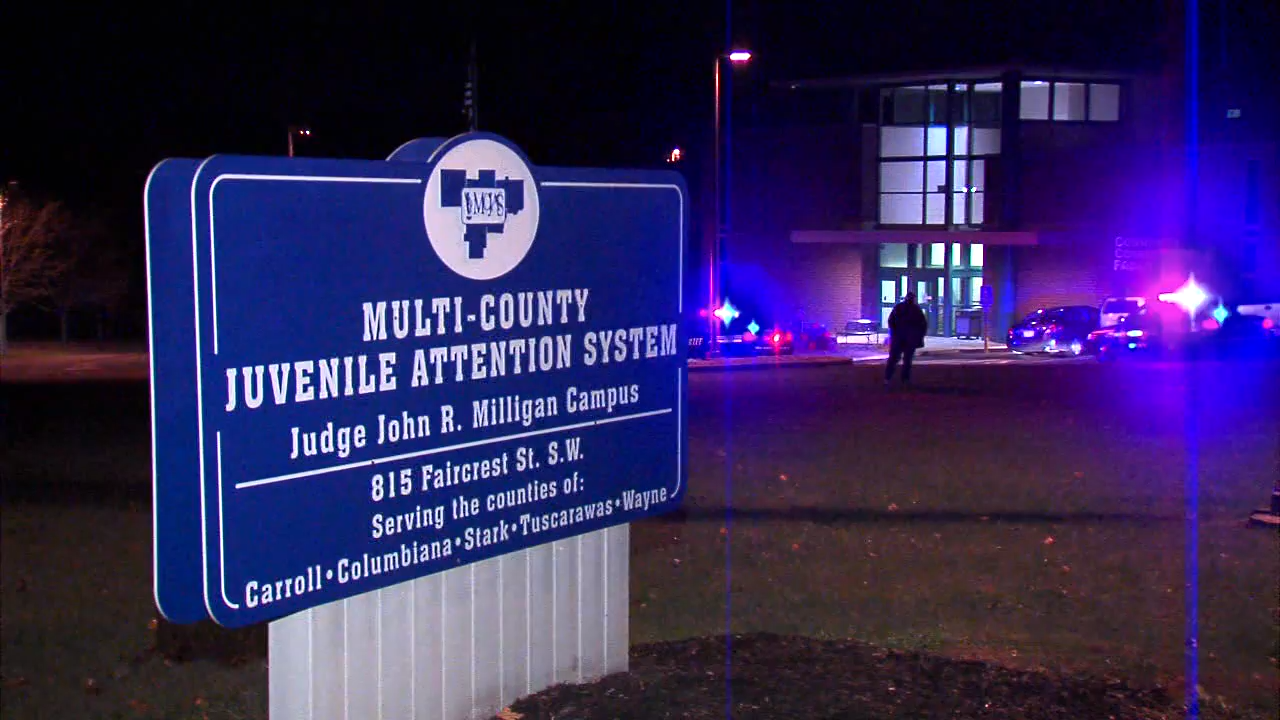 MULTI-COUNTY
JUVENILE ATTENTION SYSTEM
Judge John R. Milligan Campus
815 Faircrest St. S.W.
Serving the counties of:
Carroll•Columbiana•Stark•Tuscarawas•Wayne